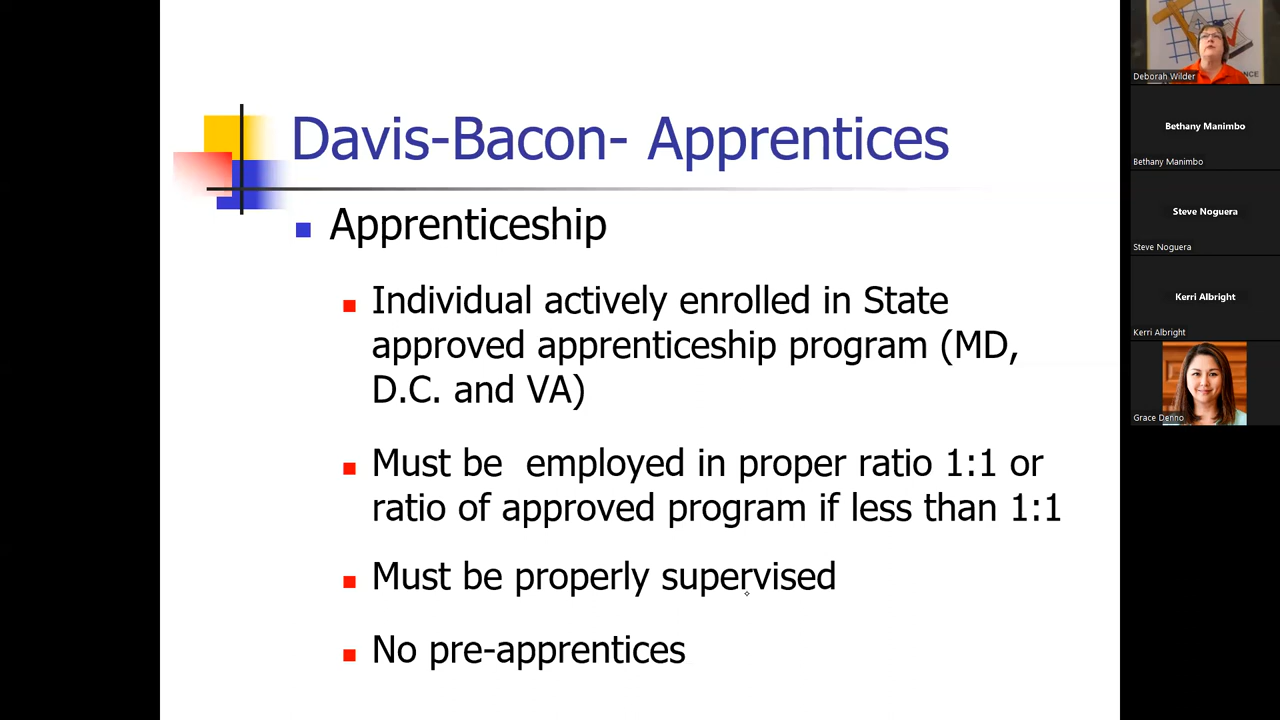 Davis-Bacon- Apprentices
Apprenticeship
Individual actively enrolled in State
approved apprenticeship program (MD,
D.C. and VA)
Must be  employed in proper ratio 1:1 or
ratio of approved program if less than 1:1
Must be properly supervised
No pre-apprentices
Deborah Wilder
Bethany Manimbo
Bethany Manimbo
Steve Noguera
Steve Noguera
Kerri Albright
Kerri Albright
Grace Denno